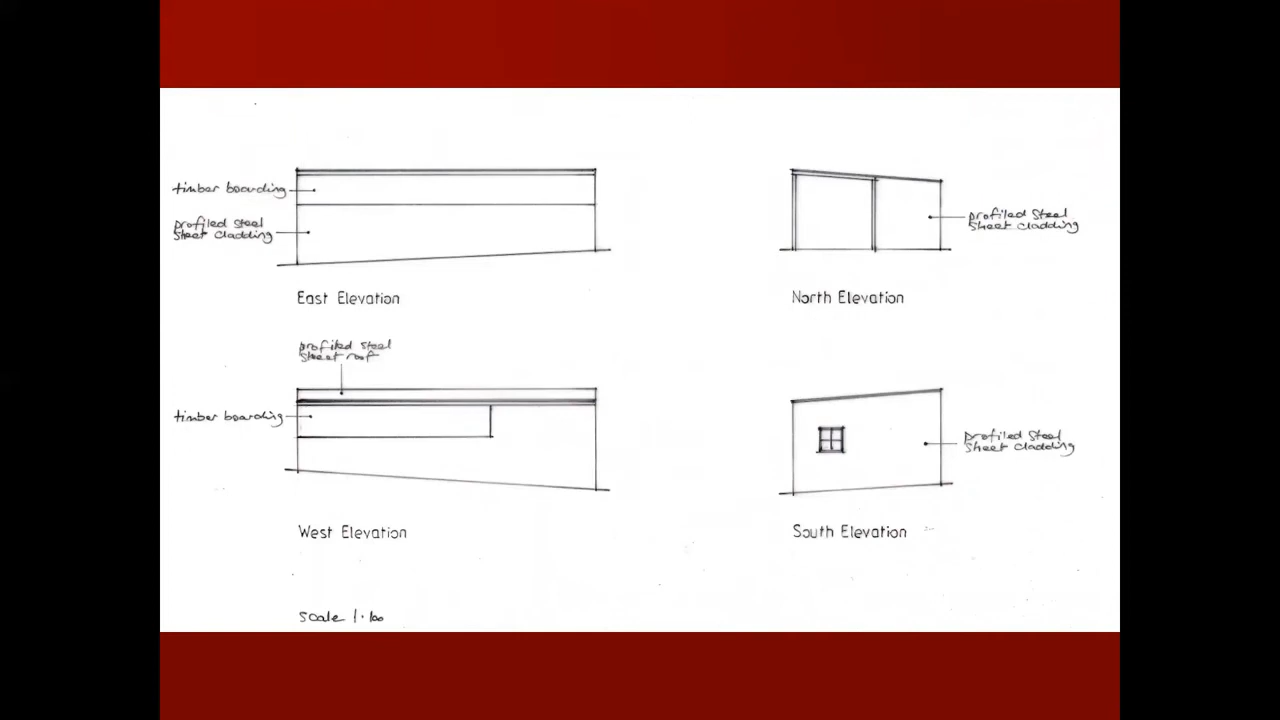 timber boarding
profiled steel
sheet cladding
East Elevation
profiled steel
sheet cladding
North Elevation
profiled steel
sheet roof
timber boarding
West Elevation
profiled steel
sheet cladding
South Elevation
scale 1:100